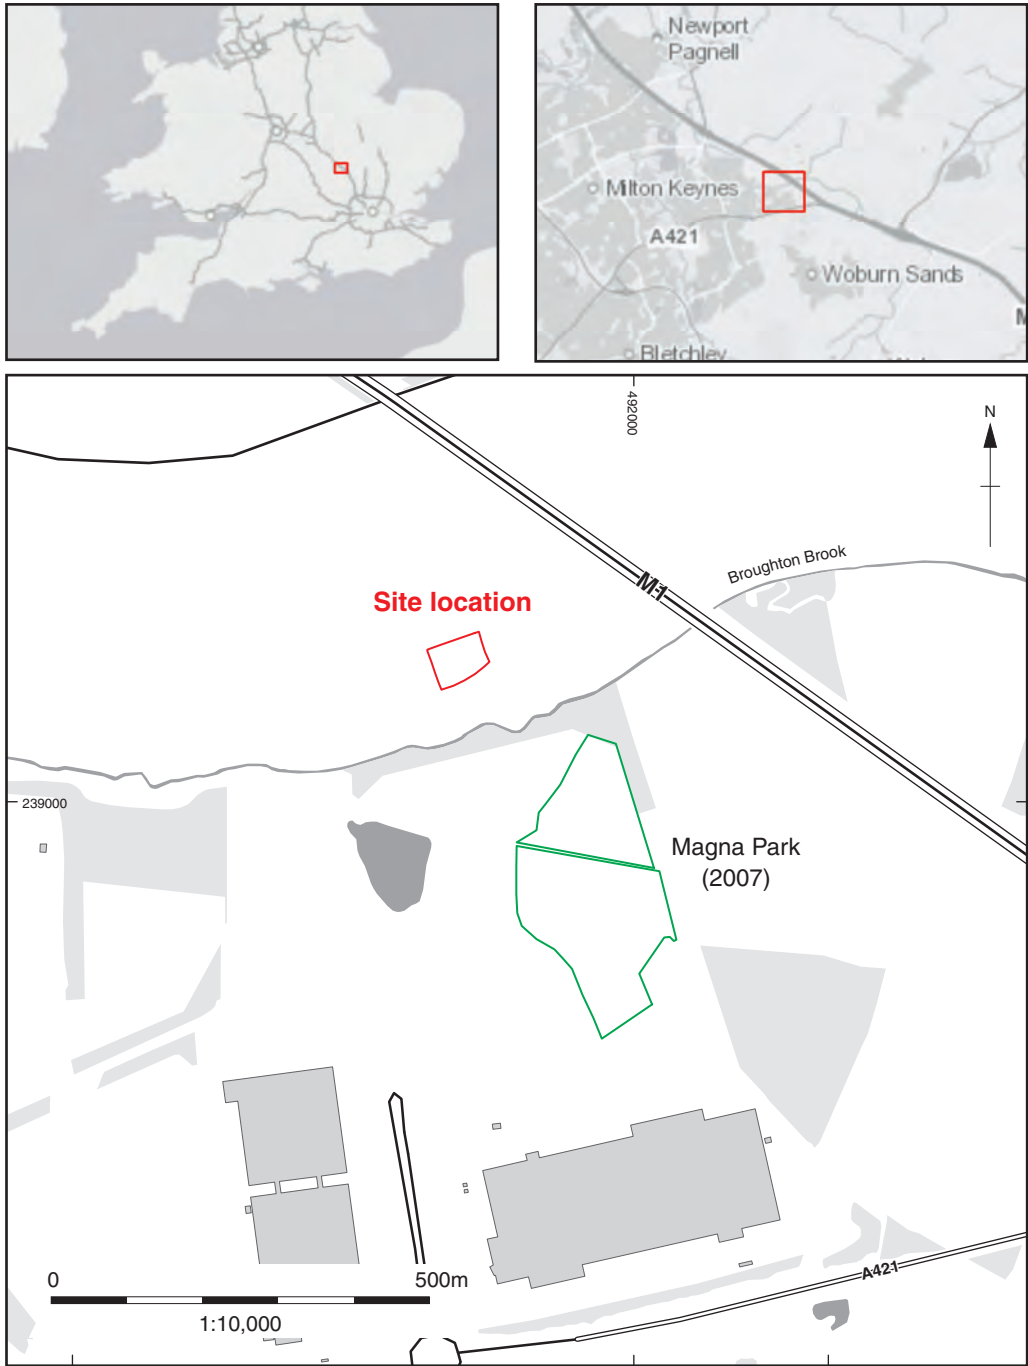 Newport
Pagnell
Milton Keynes
A421
Woburn Sands
Bletchley
492000
N
Broughton Brook
M1
Site location
239000
Magna Park
(2007)
A421
0
500m
1:10,000